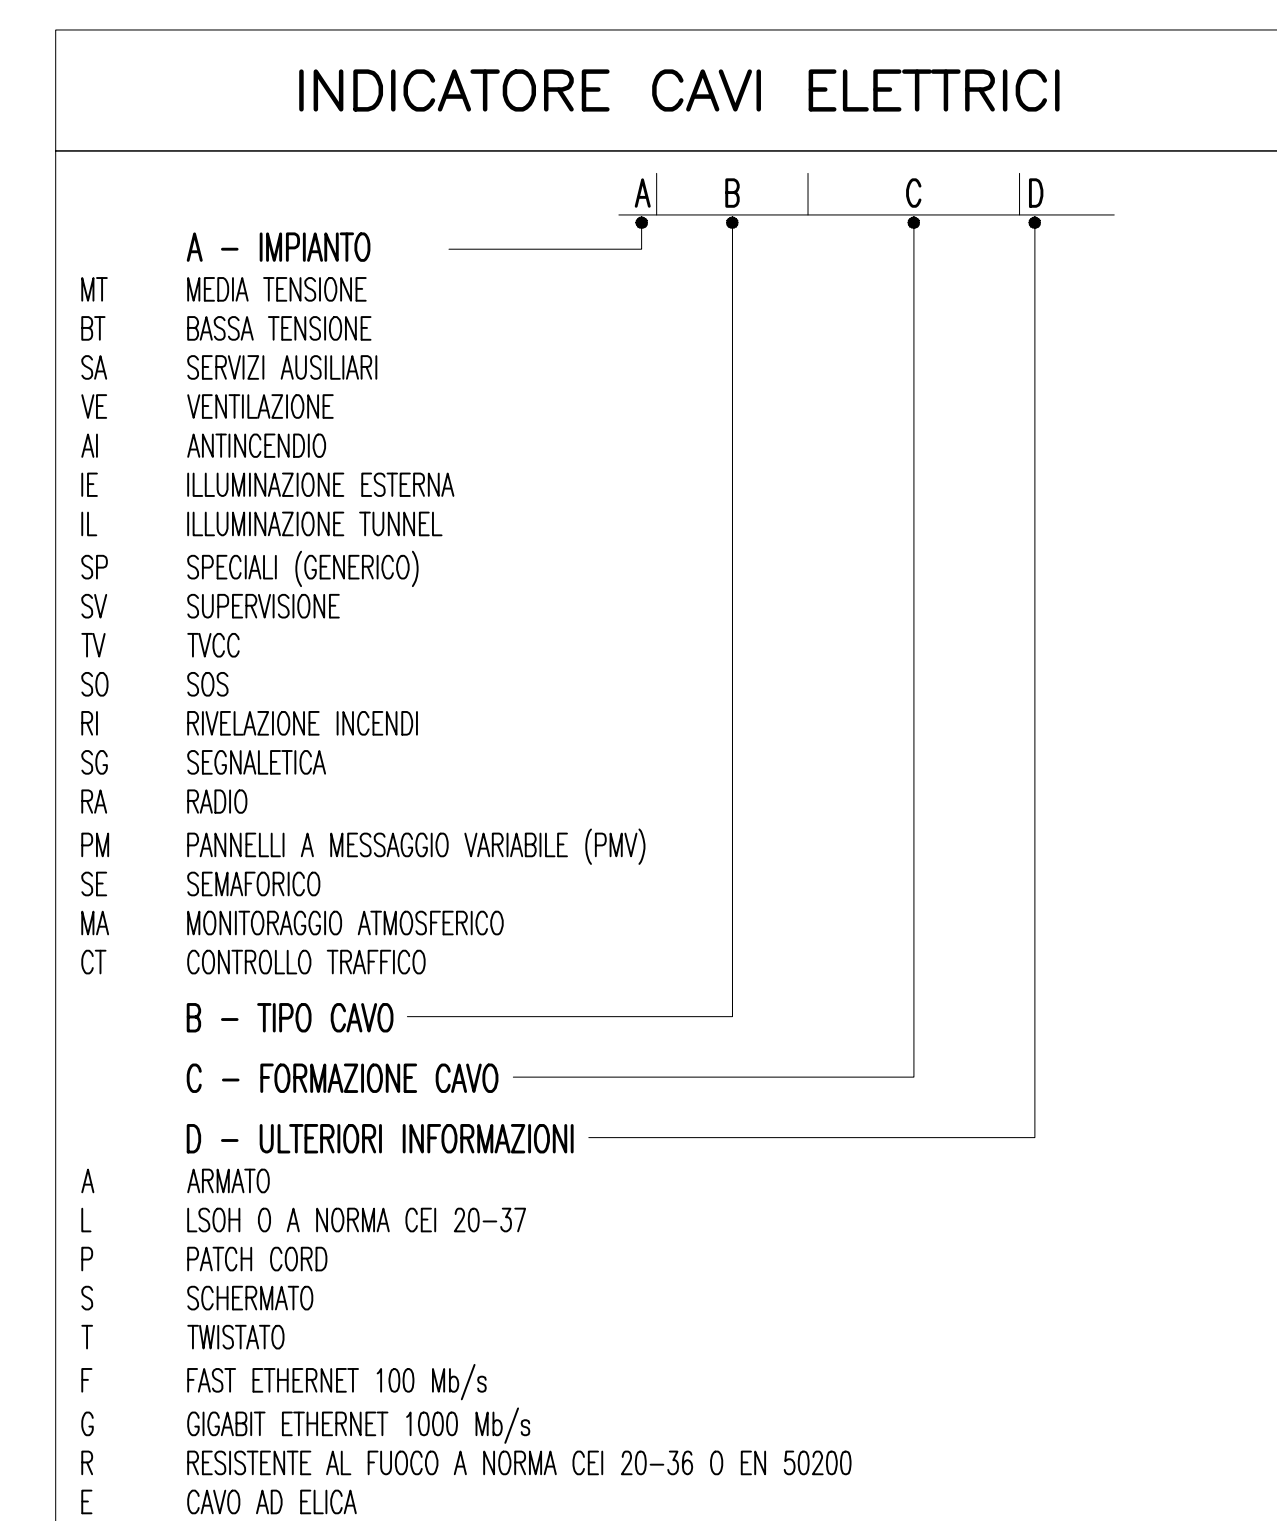 INDICATORE CAVI ELETTRICI
A B C D
A – IMPIANTO
MT MEDIA TENSIONE
BT BASSA TENSIONE
SA SERVIZI AUSILIARI
VE VENTILAZIONE
AI ANTINCENDIO
IE ILLUMINAZIONE ESTERNA
IL ILLUMINAZIONE TUNNEL
SP SPECIALI (GENERICO)
SV SUPERVISIONE
TV TVCC
SO SOS
RI RIVELAZIONE INCENDI
SG SEGNALETICA
RA RADIO
PM PANNELLI A MESSAGGIO VARIABILE (PMV)
SE SEMAFORICO
MA MONITORAGGIO ATMOSFERICO
CT CONTROLLO TRAFFICO
B – TIPO CAVO
C – FORMAZIONE CAVO
D – ULTERIORI INFORMAZIONI
A ARMATO
L LSOH O A NORMA CEI 20–37
P PATCH CORD
S SCHERMATO
T TWISTATO
F FAST ETHERNET 100 Mb/s
G GIGABIT ETHERNET 1000 Mb/s
R RESISTENTE AL FUOCO A NORMA CEI 20–36 O EN 50200
E CAVO AD ELICA